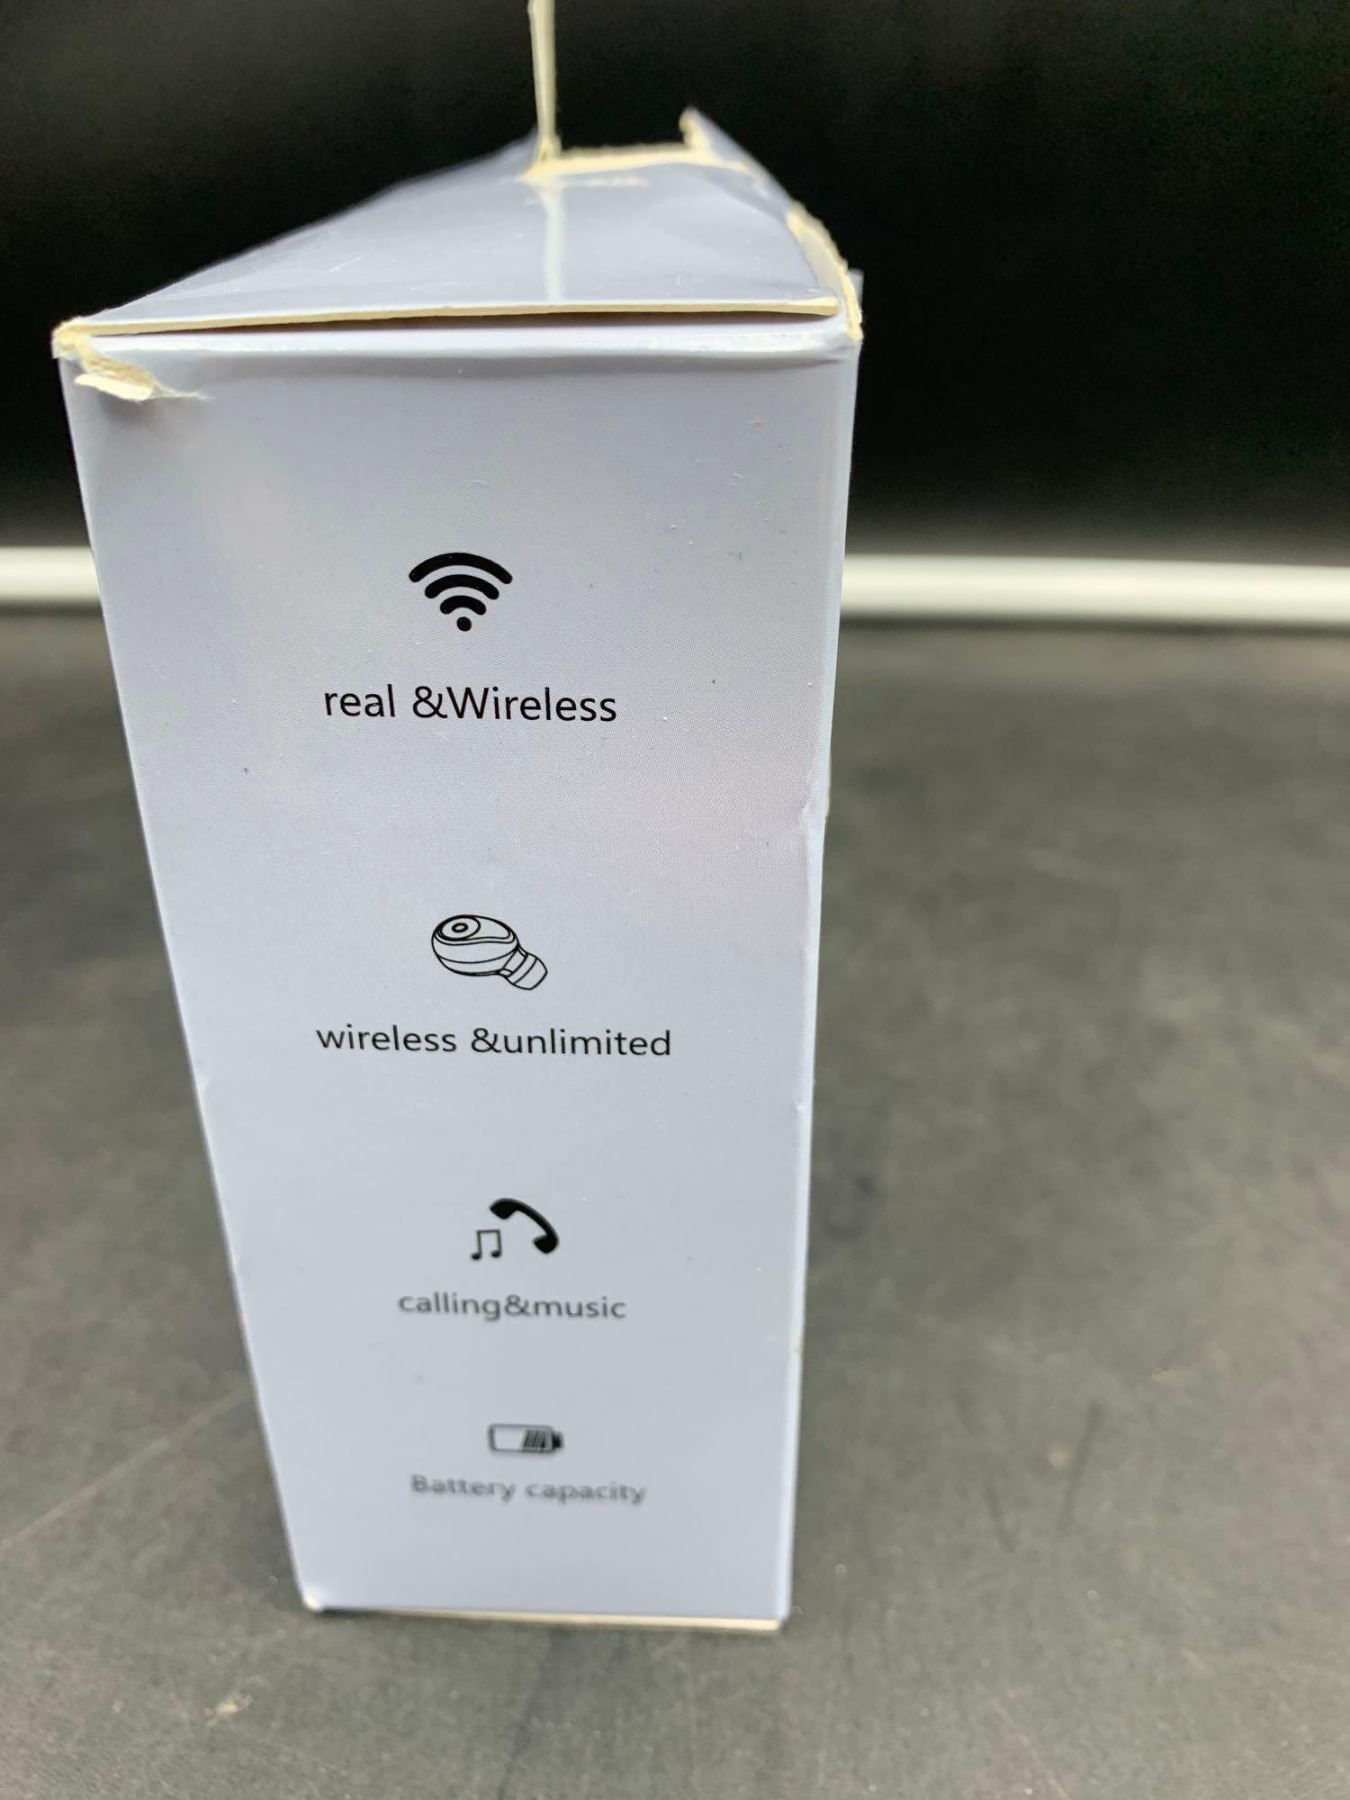 real &Wireless
wireless &unlimited
calling&music
Battery capacity